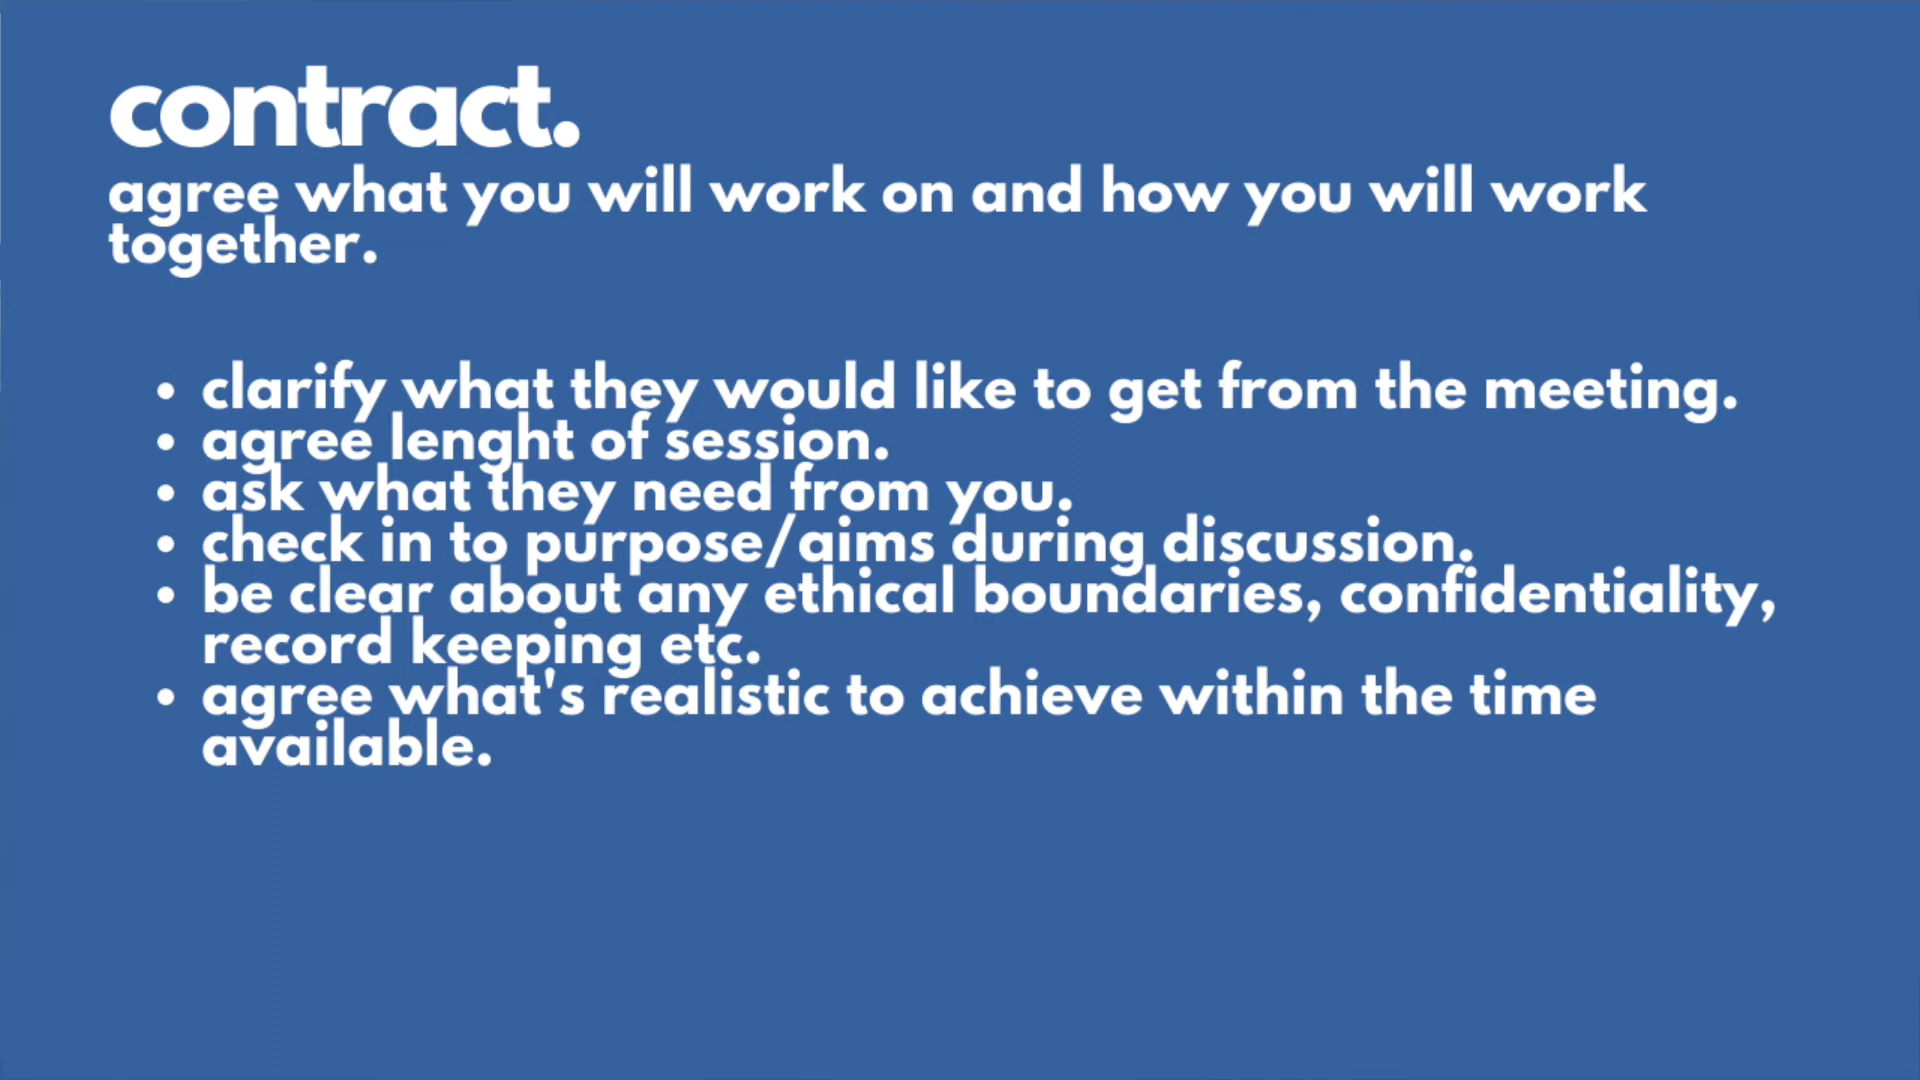 contract.
agree what you will work on and how you will work
together.
• clarify what they would like to get from the meeting.
• agree lenght of session.
• ask what they need from you.
• check in to purpose/aims during discussion.
• be clear about any ethical boundaries, confidentiality,
record keeping etc.
• agree what's realistic to achieve within the time
available.